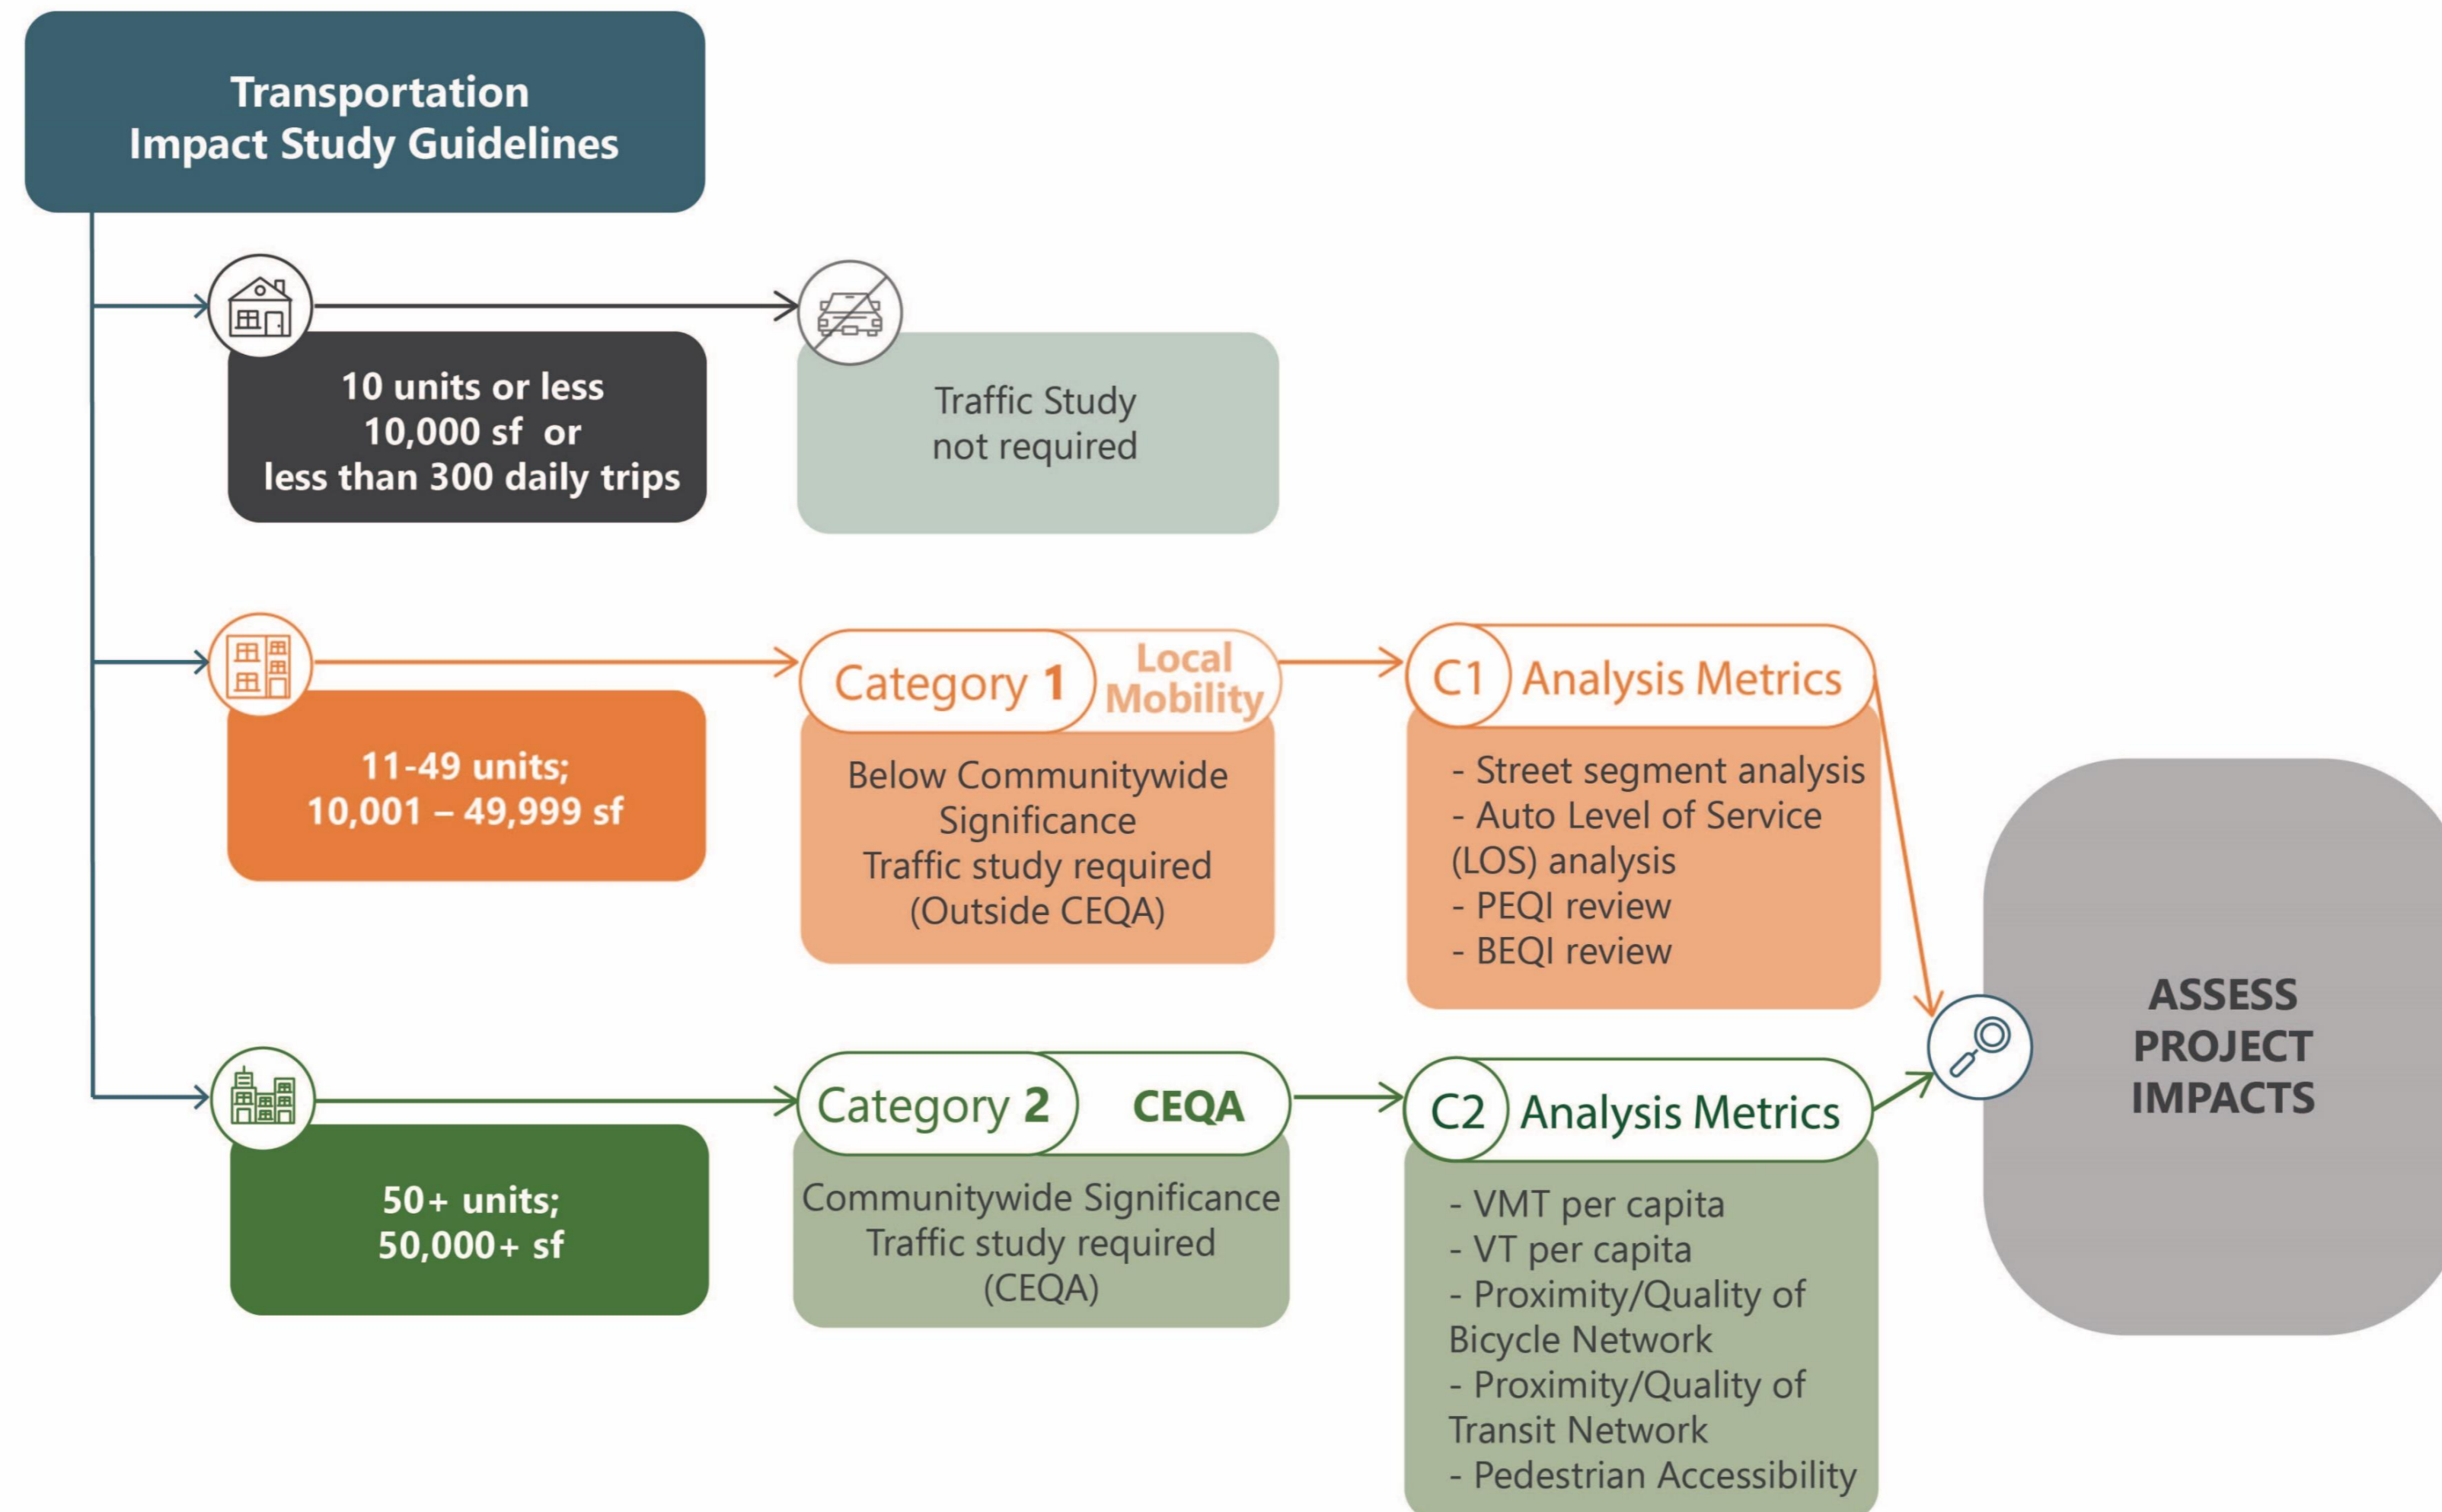 Transportation
Impact Study Guidelines
10 units or less
10,000 sf or
less than 300 daily trips
Traffic Study
not required
11-49 units;
10,001 – 49,999 sf
Category 1
Local
Mobility
Below Communitywide
Significance
Traffic study required
(Outside CEQA)
C1 Analysis Metrics
- Street segment analysis
- Auto Level of Service
(LOS) analysis
- PEQI review
- BEQI review
50+ units;
50,000+ sf
Category 2
CEQA
Communitywide Significance
Traffic study required
(CEQA)
C2 Analysis Metrics
- VMT per capita
- VT per capita
- Proximity/Quality of
Bicycle Network
- Proximity/Quality of
Transit Network
- Pedestrian Accessibility
ASSESS
PROJECT
IMPACTS